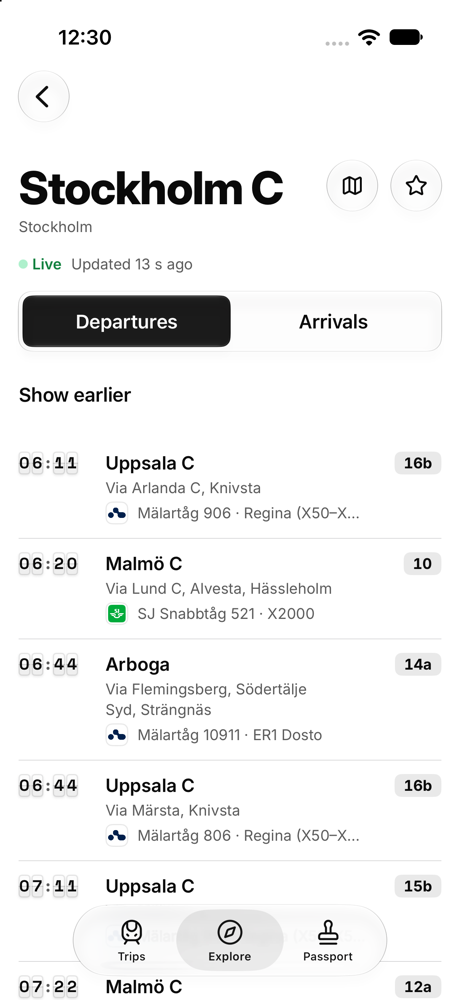 12:30
Stockholm C
Stockholm
Live Updated 13 s ago
Departures Arrivals
Show earlier
06:11 Uppsala C 16b
Via Arlanda C, Knivsta
Mälartåg 906 · Regina (X50–X...
06:20 Malmö C 10
Via Lund C, Alvesta, Hässleholm
SJ Snabbtåg 521 · X2000
06:44 Arboga 14a
Via Flemingsberg, Södertälje
Syd, Strängnäs
Mälartåg 10911 · ER1 Dosto
06:44 Uppsala C 16b
Via Märsta, Knivsta
Mälartåg 806 · Regina (X50–X...
07:11 Uppsala C 15b
Trips Explore Passport
07:22 Malmö C 12a